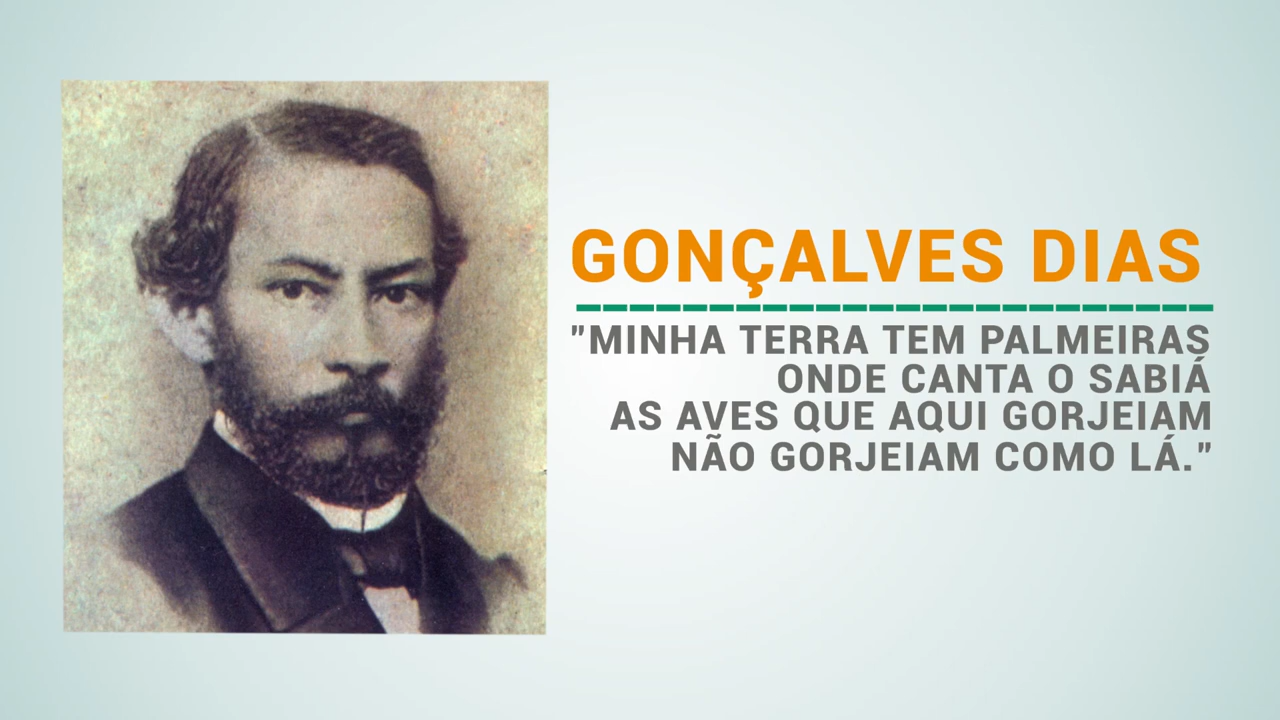 GONÇALVES DIAS
"MINHA TERRA TEM PALMEIRAS
ONDE CANTA O SABIÁ
AS AVES QUE AQUI GORJEIAM
NÃO GORJEIAM COMO LÁ."